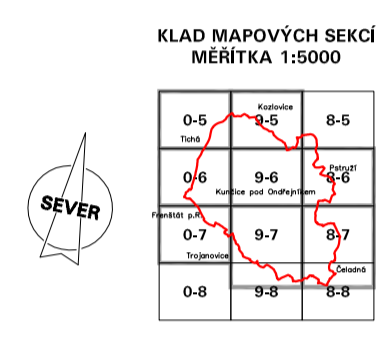 KLAD MAPOVÝCH SEKCÍ
MĚŘÍTKA 1:5000
SEVER
Kozlovice
0-5 9-5 8-5
Tichá
Pstruží
0-6 9-6 8-6
Kunčice pod Ondřejníkem
Frenštát p.R.
0-7 9-7 8-7
Trojanovice
Čeladná
0-8 9-8 8-8